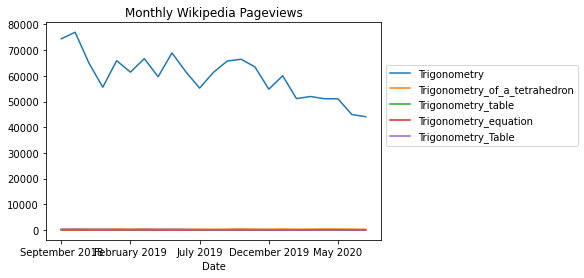 Monthly Wikipedia Pageviews
80000
70000
60000
50000
40000
30000
20000
10000
0
September 2018
February 2019
July 2019
December 2019
May 2020
Date
Trigonometry
Trigonometry_of_a_tetrahedron
Trigonometry_table
Trigonometry_equation
Trigonometry_Table